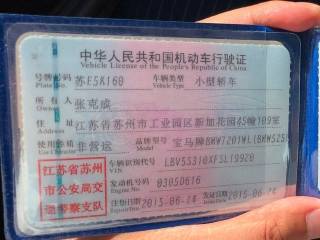 中华人民共和国机动车行驶证
Vehicle License of the People's Republic of China
号牌号码 苏E5K160 车辆类型 小型轿车
Plate No. Vehicle Type
所有人 张克成
Owner
住址 江苏省苏州市工业园区新加花园45幢109室
Address
使用性质 非营运 品牌型号 宝马牌BMW7201WL(BMW525
Use Character Model
江苏省苏州市公安局交通警察支队
车辆识别代号 LBV5S310XFSL19920
VIN
发动机号码 0305D616
Engine No.
注册日期 2015-06-24 发证日期 2015-06-24
Register Date Issue Date